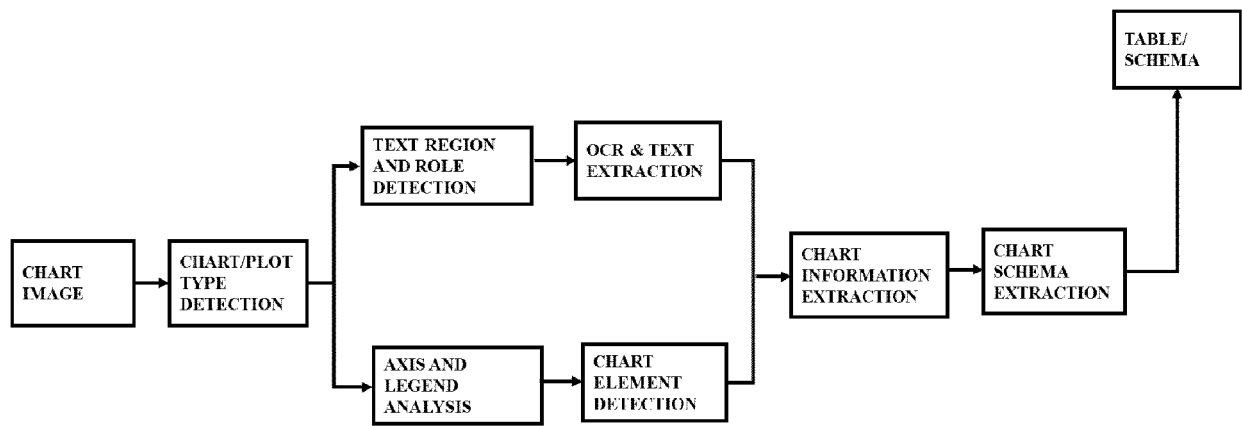 CHART
IMAGE
CHART/PLOT
TYPE
DETECTION
TEXT REGION
AND ROLE
DETECTION
OCR & TEXT
EXTRACTION
AXIS AND
LEGEND
ANALYSIS
CHART
ELEMENT
DETECTION
CHART
INFORMATION
EXTRACTION
CHART
SCHEMA
EXTRACTION
TABLE/
SCHEMA